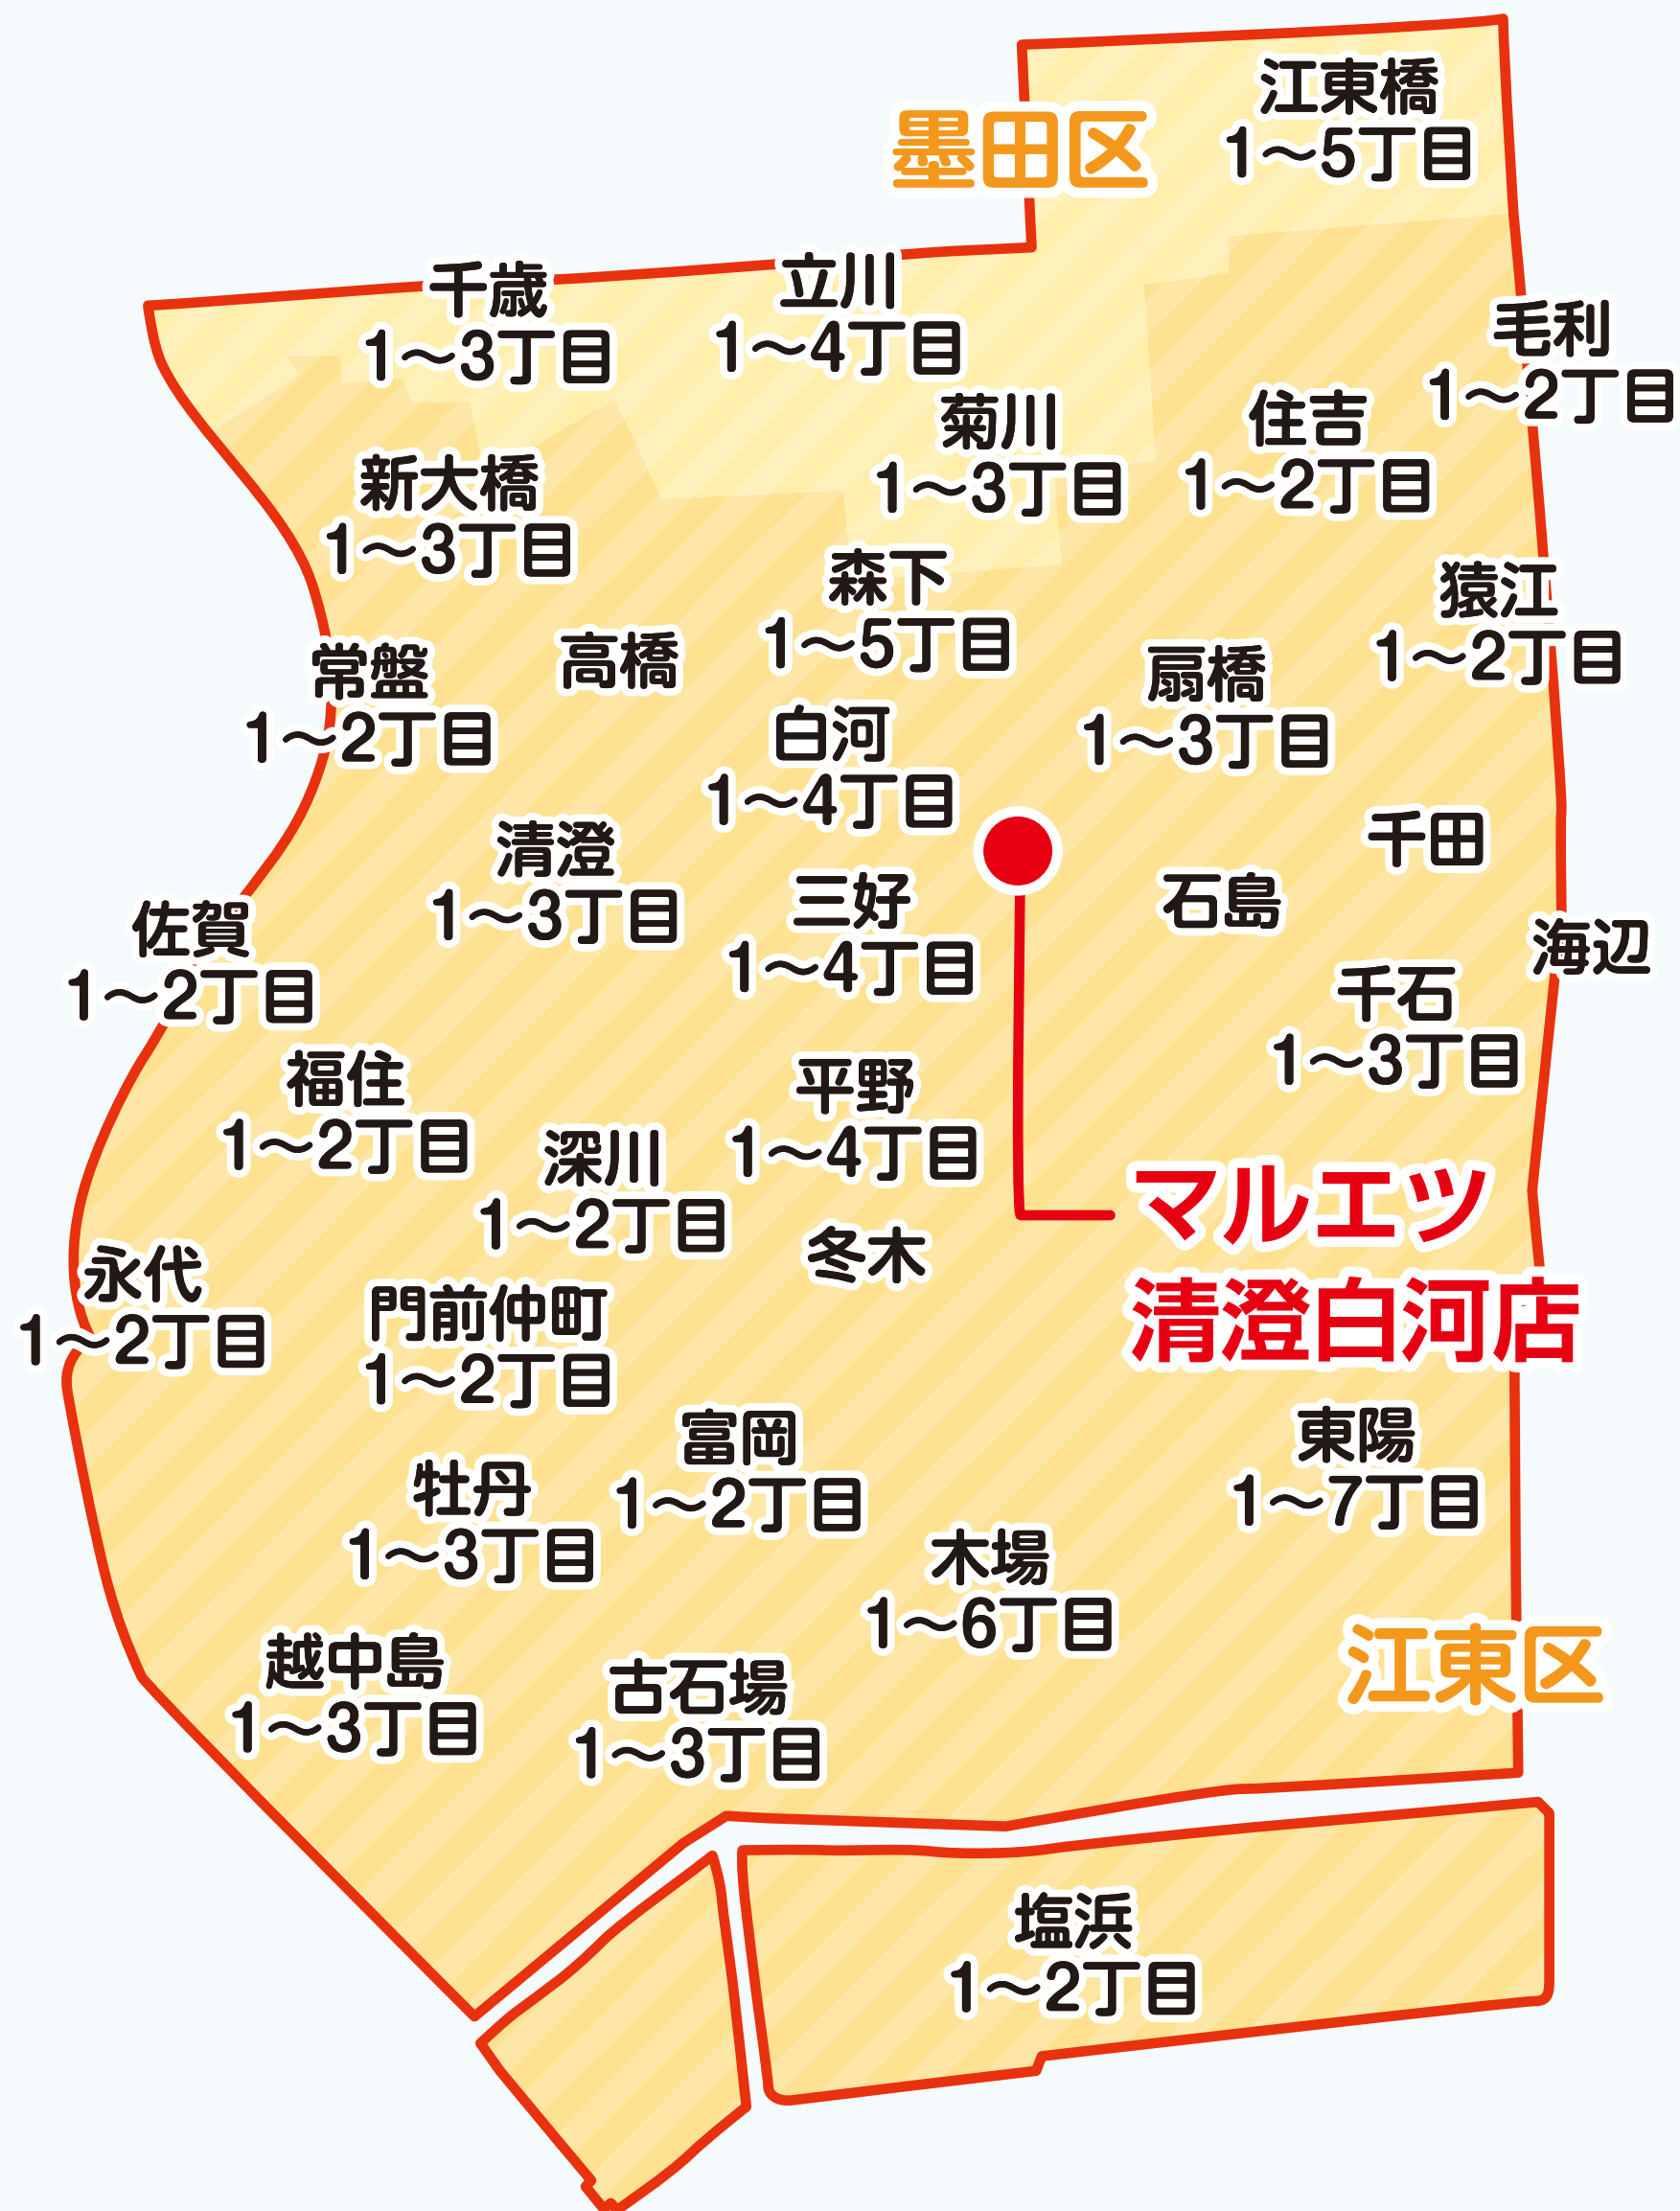 江東橋
1～5丁目
墨田区
千歳
1～3丁目
立川
1～4丁目
毛利
1～2丁目
菊川
1～3丁目
住吉
1～2丁目
新大橋
1～3丁目
森下
1～5丁目
猿江
1～2丁目
常盤
1～2丁目
高橋
扇橋
1～3丁目
白河
1～4丁目
清澄
1～3丁目
千田
三好
1～4丁目
石島
佐賀
1～2丁目
海辺
千石
1～3丁目
福住
1～2丁目
平野
1～4丁目
深川
1～2丁目
マルエツ
清澄白河店
冬木
永代
1～2丁目
門前仲町
1～2丁目
富岡
1～2丁目
東陽
1～7丁目
牡丹
1～3丁目
木場
1～6丁目
江東区
越中島
1～3丁目
古石場
1～3丁目
塩浜
1～2丁目